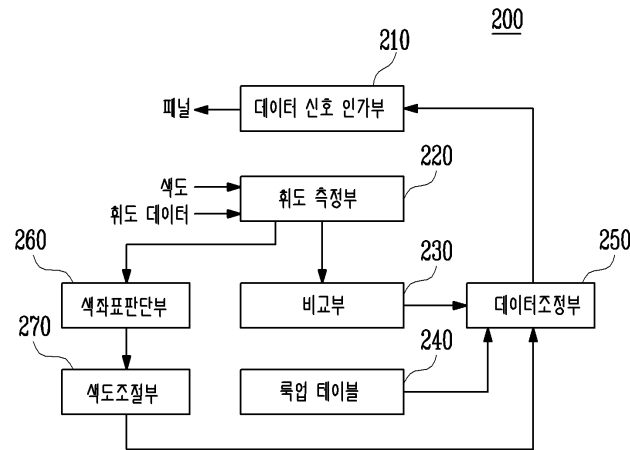 200
210
패널
데이터 신호 인가부
220
색도
휘도 데이터
휘도 측정부
260
230
250
색좌표판단부
비교부
데이터조정부
270
240
색도조절부
룩업 테이블